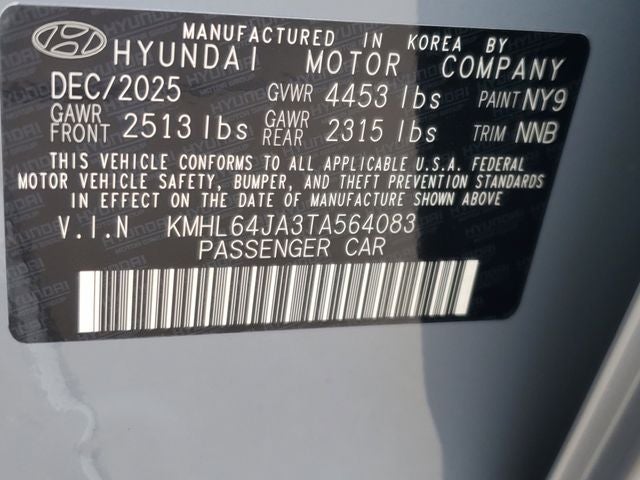 MANUFACTURED IN KOREA BY
HYUNDAI MOTOR COMPANY
DEC/2025 GVWR 4453 lbs PAINT NY9
GAWR FRONT 2513 lbs GAWR REAR 2315 lbs TRIM NNB
THIS VEHICLE CONFORMS TO ALL APPLICABLE U.S.A. FEDERAL
MOTOR VEHICLE SAFETY, BUMPER, AND THEFT PREVENTION STANDARDS
IN EFFECT ON THE DATE OF MANUFACTURE SHOWN ABOVE
V.I.N KMHL64JA3TA564083
PASSENGER CAR